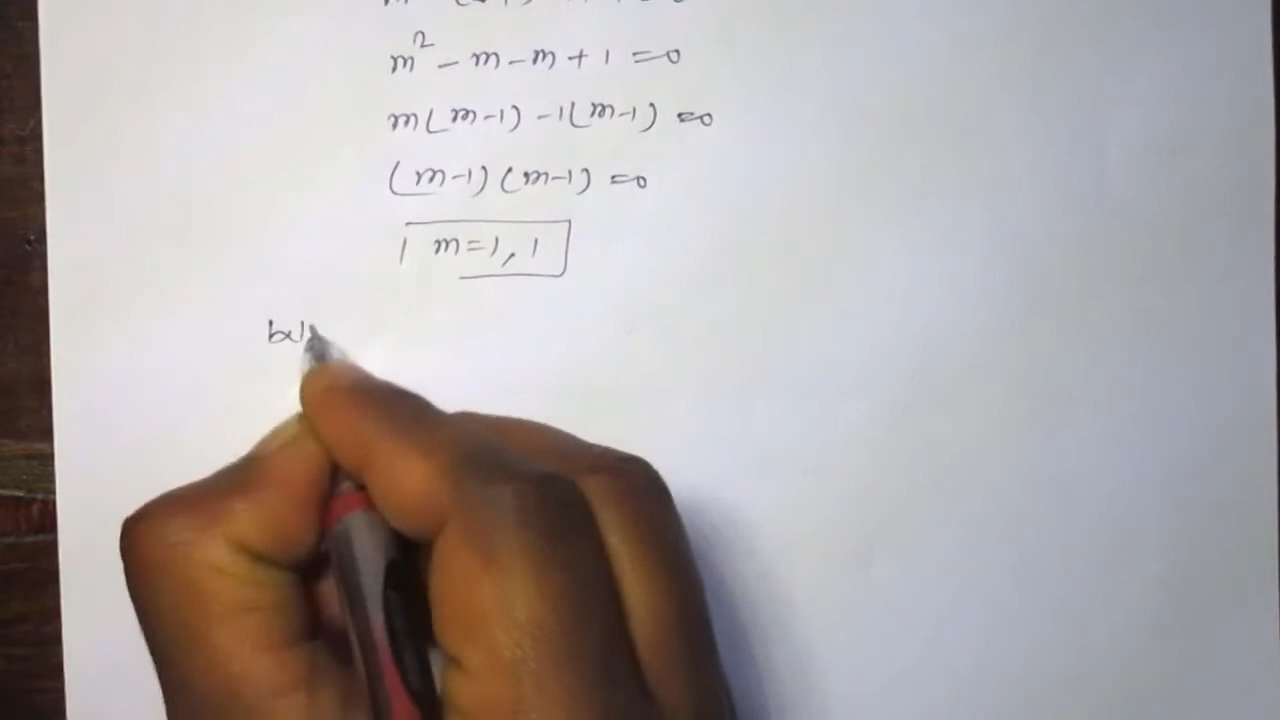 m² - m - m + 1 = 0
m(m-1) - 1(m-1) = 0
(m-1) (m-1) = 0
m = 1, 1